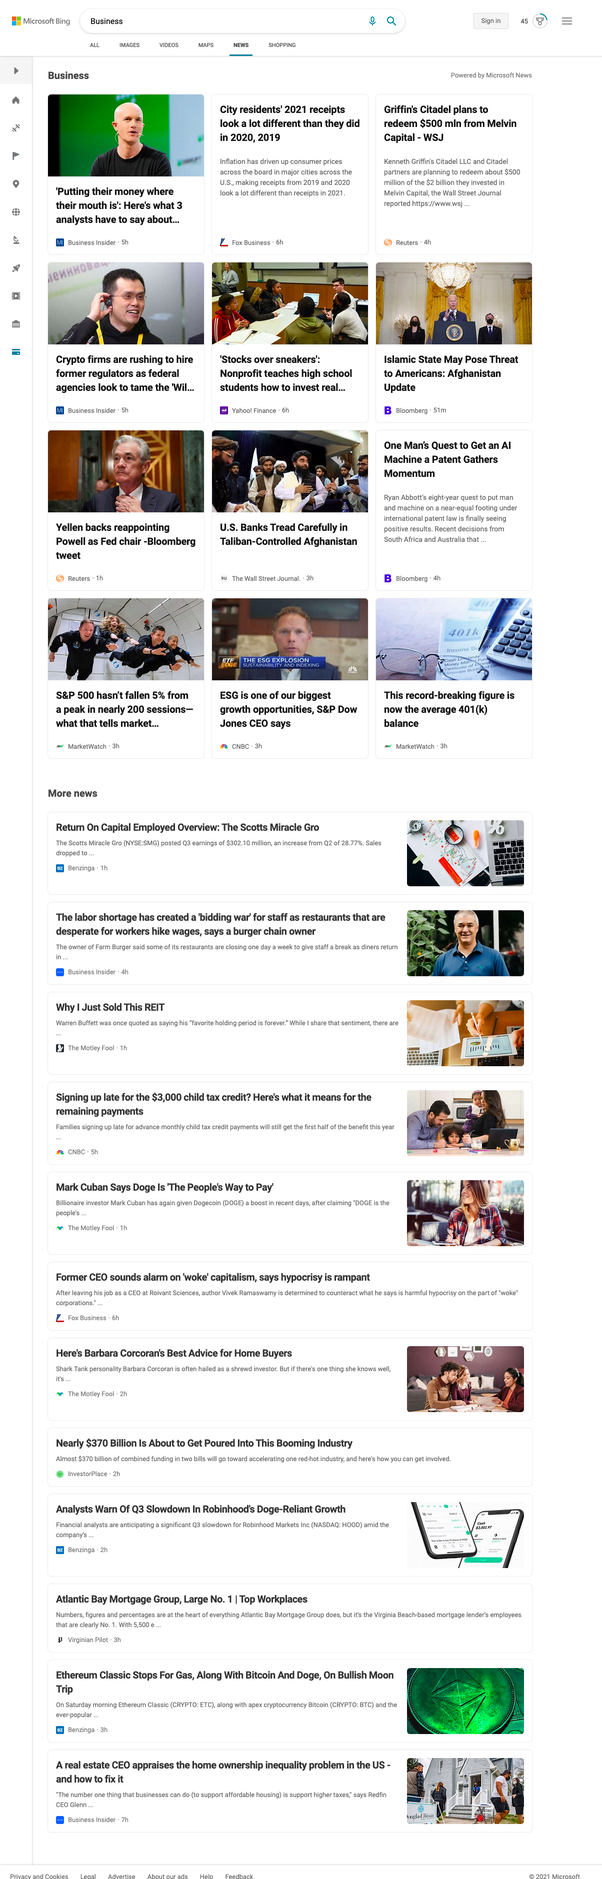 Microsoft Bing
Business
Sign in
45
ALL
IMAGES
VIDEOS
MAPS
NEWS
SHOPPING
Business
Powered by Microsoft News
'Putting their money where
their mouth is': Here's what 3
analysts have to say about...
Business Insider · 5h
City residents' 2021 receipts
look a lot different than they did
in 2020, 2019
Inflation has driven up consumer prices
across the board in major cities across the
U.S., making receipts from 2019 and 2020
look a lot different than receipts in 2021.
Fox Business · 6h
Griffin's Citadel plans to
redeem $500 mln from Melvin
Capital - WSJ
Kenneth Griffin's Citadel LLC and Citadel
partners are planning to redeem about $500
million of the $2 billion they invested in
Melvin Capital, the Wall Street Journal
reported https://www.wsj ...
Reuters · 4h
Crypto firms are rushing to hire
former regulators as federal
agencies look to tame the 'Wil...
Business Insider · 5h
'Stocks over sneakers':
Nonprofit teaches high school
students how to invest real...
Yahoo! Finance · 6h
Islamic State May Pose Threat
to Americans: Afghanistan
Update
Bloomberg · 51m
Yellen backs reappointing
Powell as Fed chair -Bloomberg
tweet
Reuters · 1h
U.S. Banks Tread Carefully in
Taliban-Controlled Afghanistan
The Wall Street Journal. · 3h
One Man's Quest to Get an AI
Machine a Patent Gathers
Momentum
Ryan Abbott's eight-year quest to put man
and machine on a near-equal footing under
international patent law is finally seeing
positive results. Recent decisions from
South Africa and Australia that ...
Bloomberg · 4h
S&P 500 hasn't fallen 5% from
a peak in nearly 200 sessions—
what that tells market...
MarketWatch · 3h
ETF
EDGE
THE ESG EXPLOSION
SUSTAINABILITY AND INDEXING
ESG is one of our biggest
growth opportunities, S&P Dow
Jones CEO says
CNBC · 3h
401k
This record-breaking figure is
now the average 401(k)
balance
MarketWatch · 3h
More news
Return On Capital Employed Overview: The Scotts Miracle Gro
The Scotts Miracle Gro (NYSE:SMG) posted Q3 earnings of $302.10 million, an increase from Q2 of 28.77%. Sales
dropped to ...
Benzinga · 1h
The labor shortage has created a 'bidding war' for staff as restaurants that are
desperate for workers hike wages, says a burger chain owner
The owner of Farm Burger said some of its restaurants are closing one day a week to give staff a break as diners return
in ...
Business Insider · 4h
Why I Just Sold This REIT
Warren Buffett was once quoted as saying his "favorite holding period is forever." While I share that sentiment, there are
...
The Motley Fool · 1h
Signing up late for the $3,000 child tax credit? Here's what it means for the
remaining payments
Families signing up late for advance monthly child tax credit payments will still get the first half of the benefit this year
...
CNBC · 5h
Mark Cuban Says Doge Is 'The People's Way to Pay'
Billionaire investor Mark Cuban has again given Dogecoin (DOGE) a boost in recent days, after claiming "DOGE is the
people's ...
The Motley Fool · 1h
Former CEO sounds alarm on 'woke' capitalism, says hypocrisy is rampant
After leaving his job as a CEO at Roivant Sciences, author Vivek Ramaswamy is determined to counteract what he says is harmful hypocrisy on the part of "woke"
corporations." ...
Fox Business · 6h
Here's Barbara Corcoran's Best Advice for Home Buyers
Shark Tank personality Barbara Corcoran is often hailed as a shrewd investor. But if there's one thing she knows well,
it's ...
The Motley Fool · 2h
Nearly $370 Billion Is About to Get Poured Into This Booming Industry
Almost $370 billion of combined funding in two bills will go toward accelerating one red-hot industry, and here's how you can get involved.
InvestorPlace · 2h
Analysts Warn Of Q3 Slowdown In Robinhood's Doge-Reliant Growth
Financial analysts are anticipating a significant Q3 slowdown for Robinhood Markets Inc (NASDAQ: HOOD) amid the
company's ...
Benzinga · 2h
Atlantic Bay Mortgage Group, Large No. 1 | Top Workplaces
Numbers, figures and percentages are at the heart of everything Atlantic Bay Mortgage Group does, but it's the Virginia Beach-based mortgage lender's employees
that are clearly No. 1. With 5,500 e ...
Virginian Pilot · 3h
Ethereum Classic Stops For Gas, Along With Bitcoin And Doge, On Bullish Moon
Trip
On Saturday morning Ethereum Classic (CRYPTO: ETC), along with apex cryptocurrency Bitcoin (CRYPTO: BTC) and the
ever-popular ...
Benzinga · 3h
A real estate CEO appraises the home ownership inequality problem in the US -
and how to fix it
"The number one thing that businesses can do (to support affordable housing) is support higher taxes," says Redfin
CEO Glenn ...
Business Insider · 7h
Privacy and Cookies
Legal
Advertise
About our ads
Help
Feedback
© 2021 Microsoft